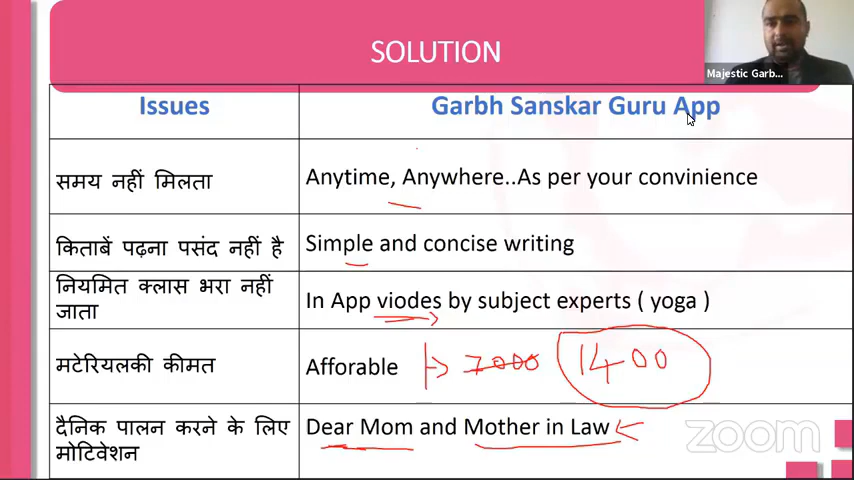 SOLUTION
Majestic Garb...
Issues
Garbh Sanskar Guru App
समय नहीं मिलता
Anytime, Anywhere..As per your convinience
किताबें पढ़ना पसंद नहीं है
Simple and concise writing
नियमित क्लास भरा नहीं
जाता
In App viodes by subject experts ( yoga )
मटेरियलकी कीमत
Afforable
7000
1400
दैनिक पालन करने के लिए
मोटिवेशन
Dear Mom and Mother in Law
zoom